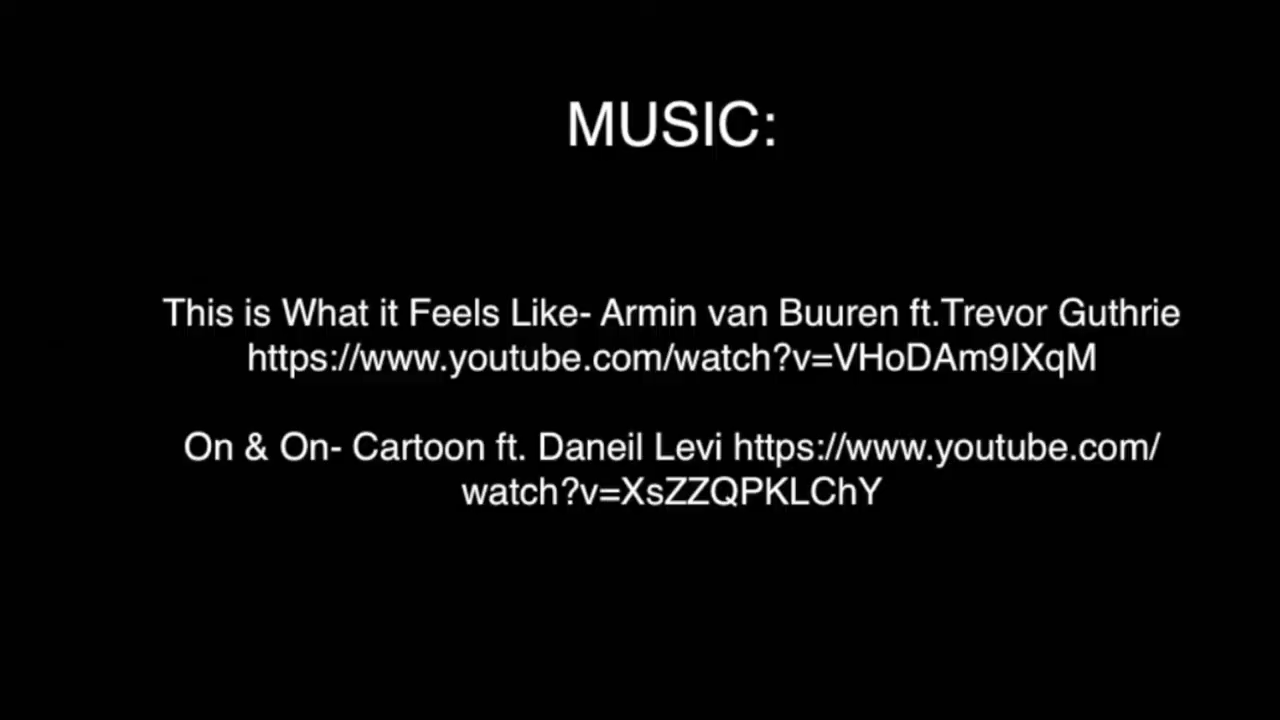 MUSIC:
This is What it Feels Like- Armin van Buuren ft.Trevor Guthrie
https://www.youtube.com/watch?v=VHoDAm9IXqM
On & On- Cartoon ft. Daneil Levi https://www.youtube.com/
watch?v=XsZZQPKLChY